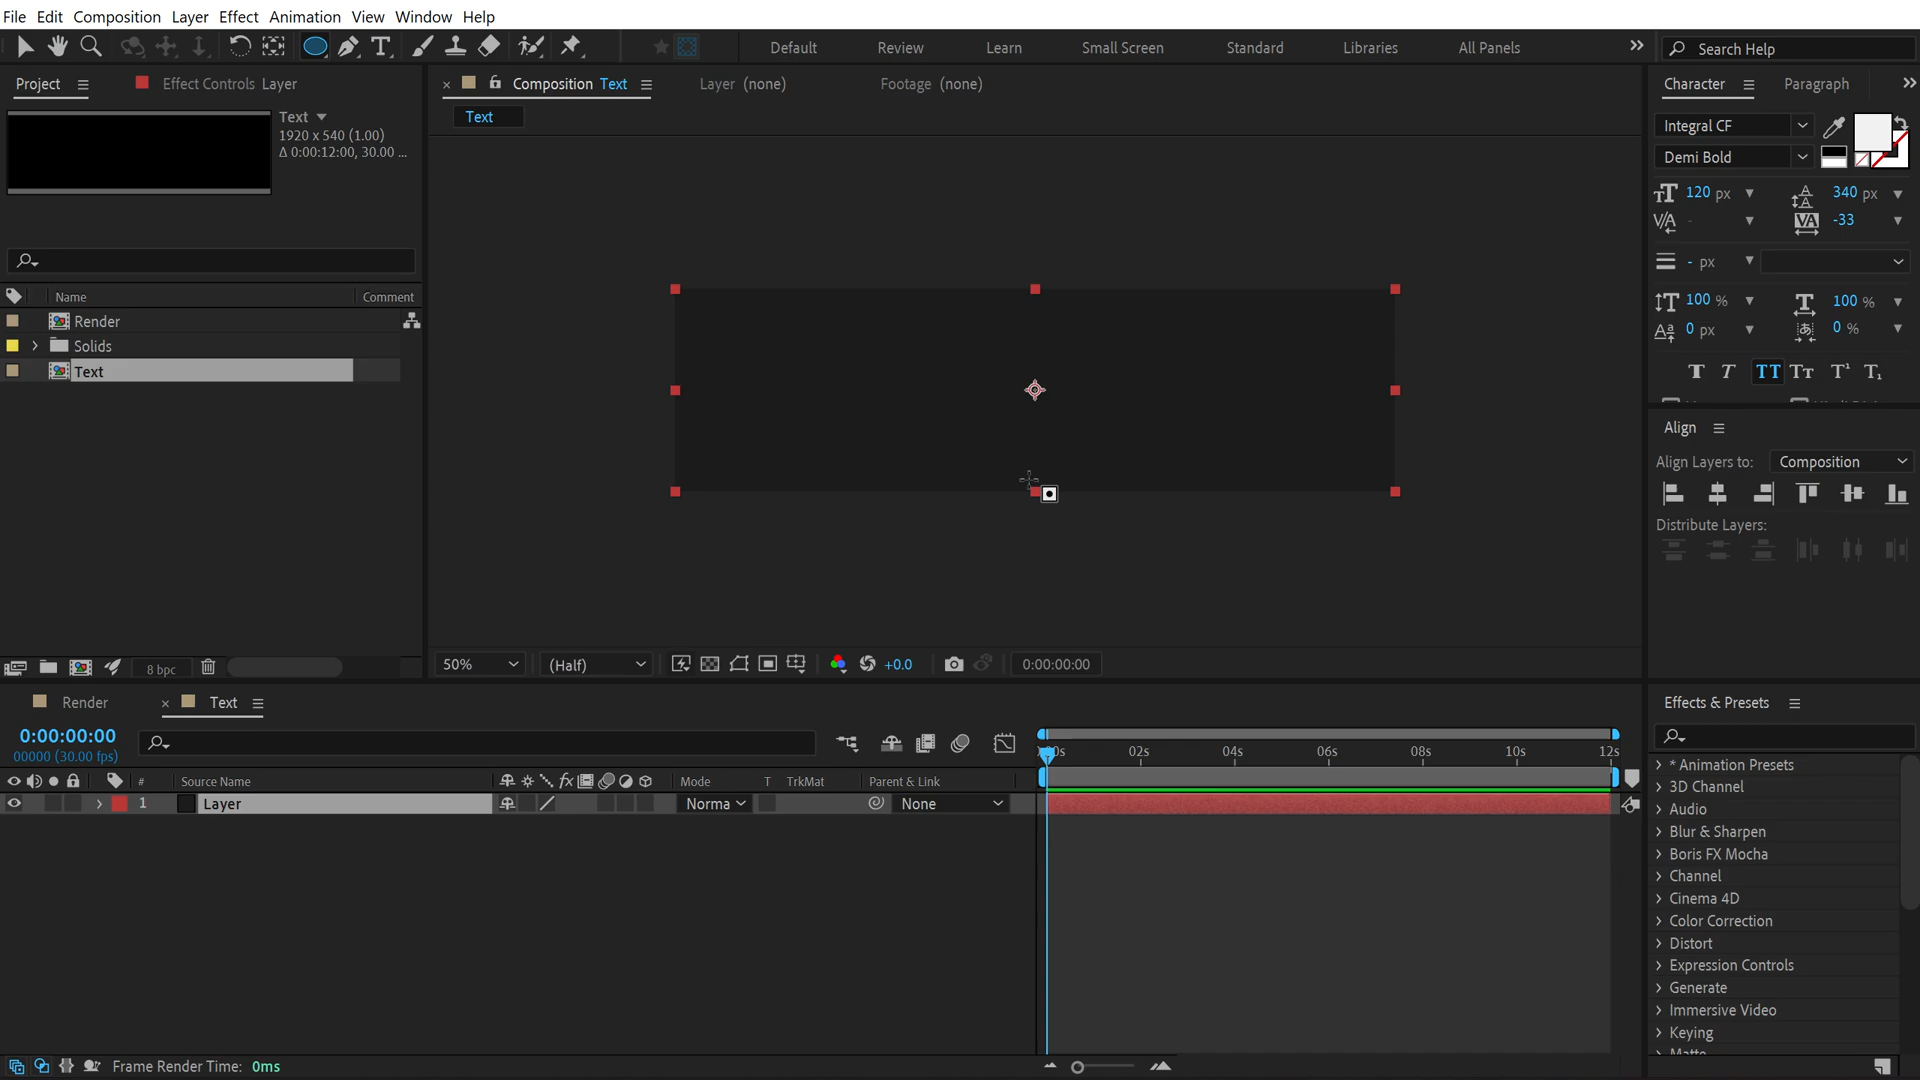 File Edit Composition Layer Effect Animation View Window Help
Default Review Learn Small Screen Standard Libraries All Panels Search Help
Project Effect Controls Layer
Composition Text Layer (none) Footage (none)
Character Paragraph
Text
1920 x 540 (1.00)
Δ 0:00:12:00, 30.00 ...
Text
Integral CF
Demi Bold
120 px 340 px
- -33
- px
100 % 100 %
0 px 0 %
Name Comment
Render
Solids
Text
Align
Align Layers to: Composition
Distribute Layers:
8 bpc
50% (Half) +0.0 0:00:00:00
Render Text
0:00:00:00
00000 (30.00 fps)
00s 02s 04s 06s 08s 10s 12s
# Source Name Mode T TrkMat Parent & Link
1 Layer Norma None
Frame Render Time: 0ms
Effects & Presets
* Animation Presets
3D Channel
Audio
Blur & Sharpen
Boris FX Mocha
Channel
Cinema 4D
Color Correction
Distort
Expression Controls
Generate
Immersive Video
Keying
Matte